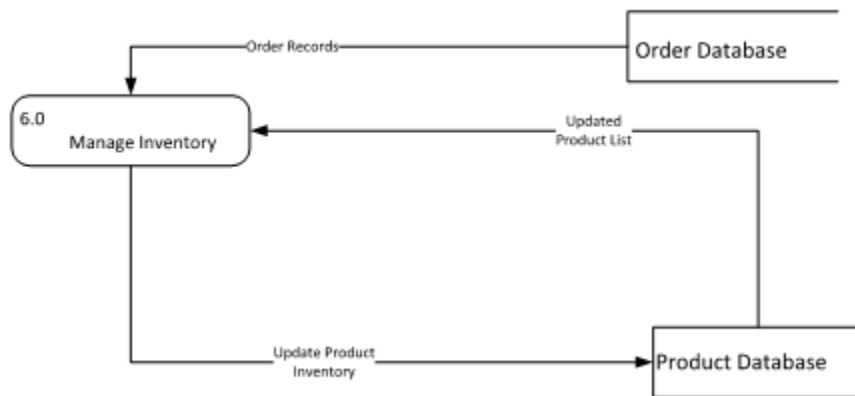 Order Records
Order Database
6.0
Manage Inventory
Updated
Product List
Update Product
Inventory
Product Database